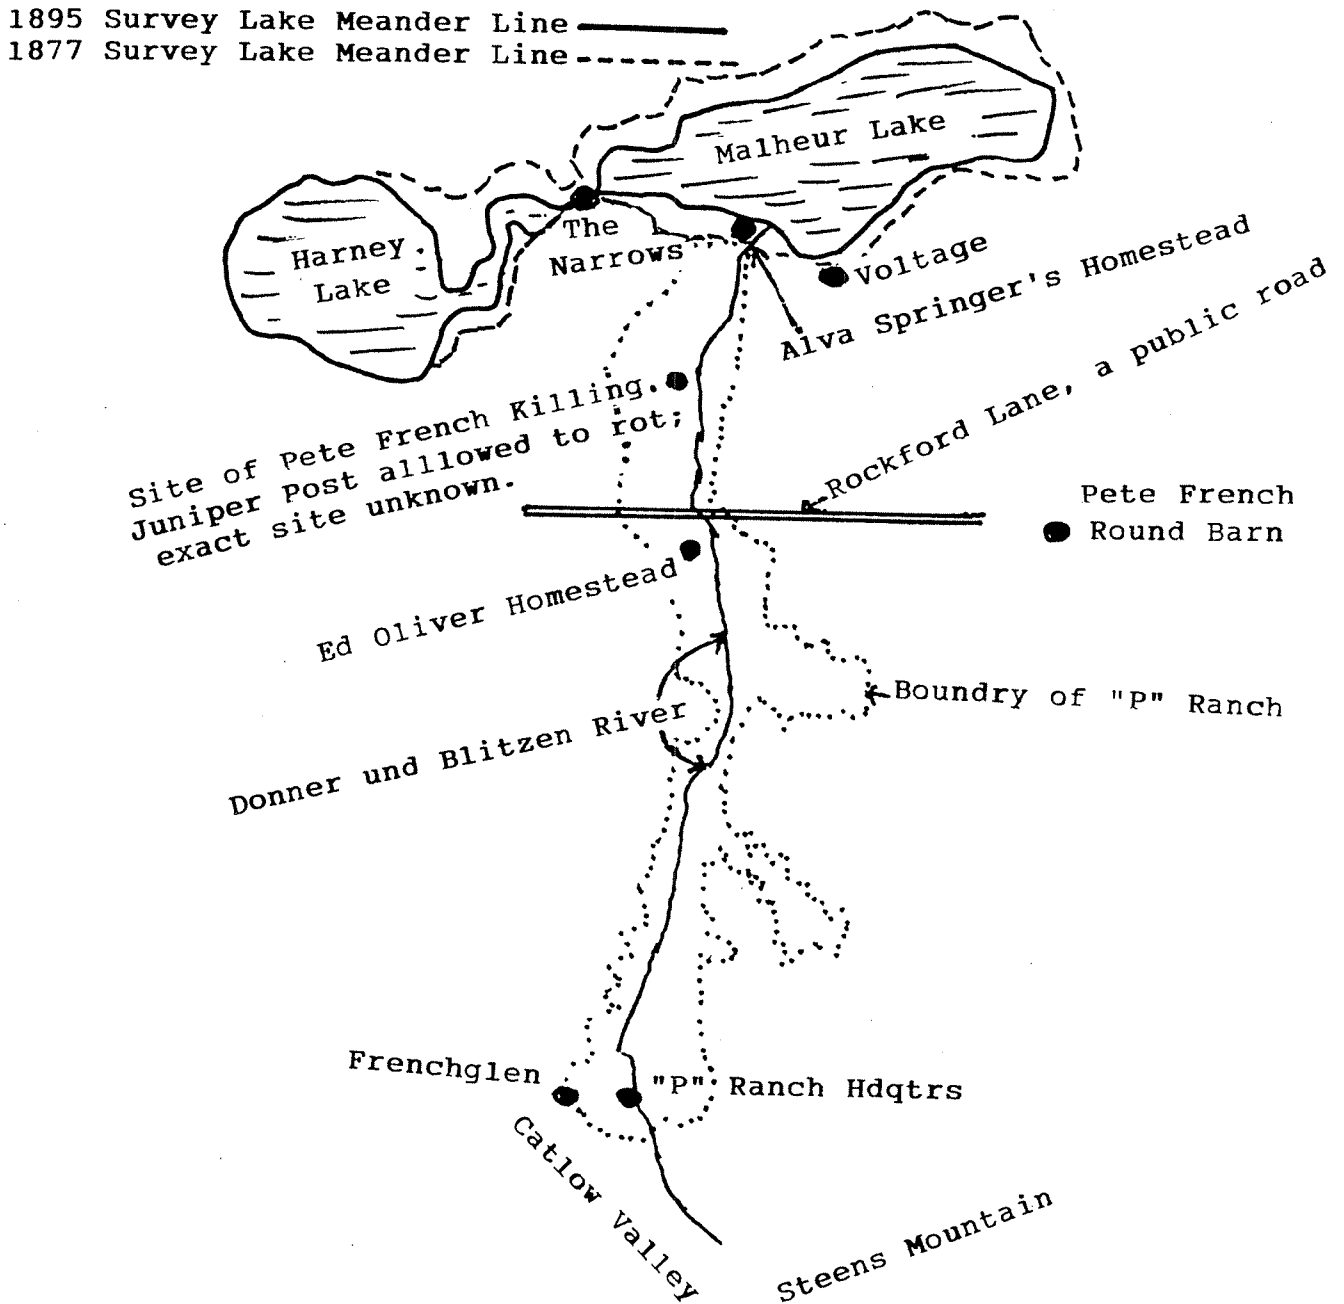 1895 Survey Lake Meander Line
1877 Survey Lake Meander Line
Malheur Lake
Harney
Lake
The
Narrows
Voltage
Alva Springer's Homestead
Rockford Lane, a public road
Site of Pete French Killing.
Juniper Post alllowed to rot;
exact site unknown.
Pete French
Round Barn
Ed Oliver Homestead
Boundry of "P" Ranch
Donner und Blitzen River
Frenchglen
"P" Ranch Hdqtrs
Catlow Valley
Steens Mountain